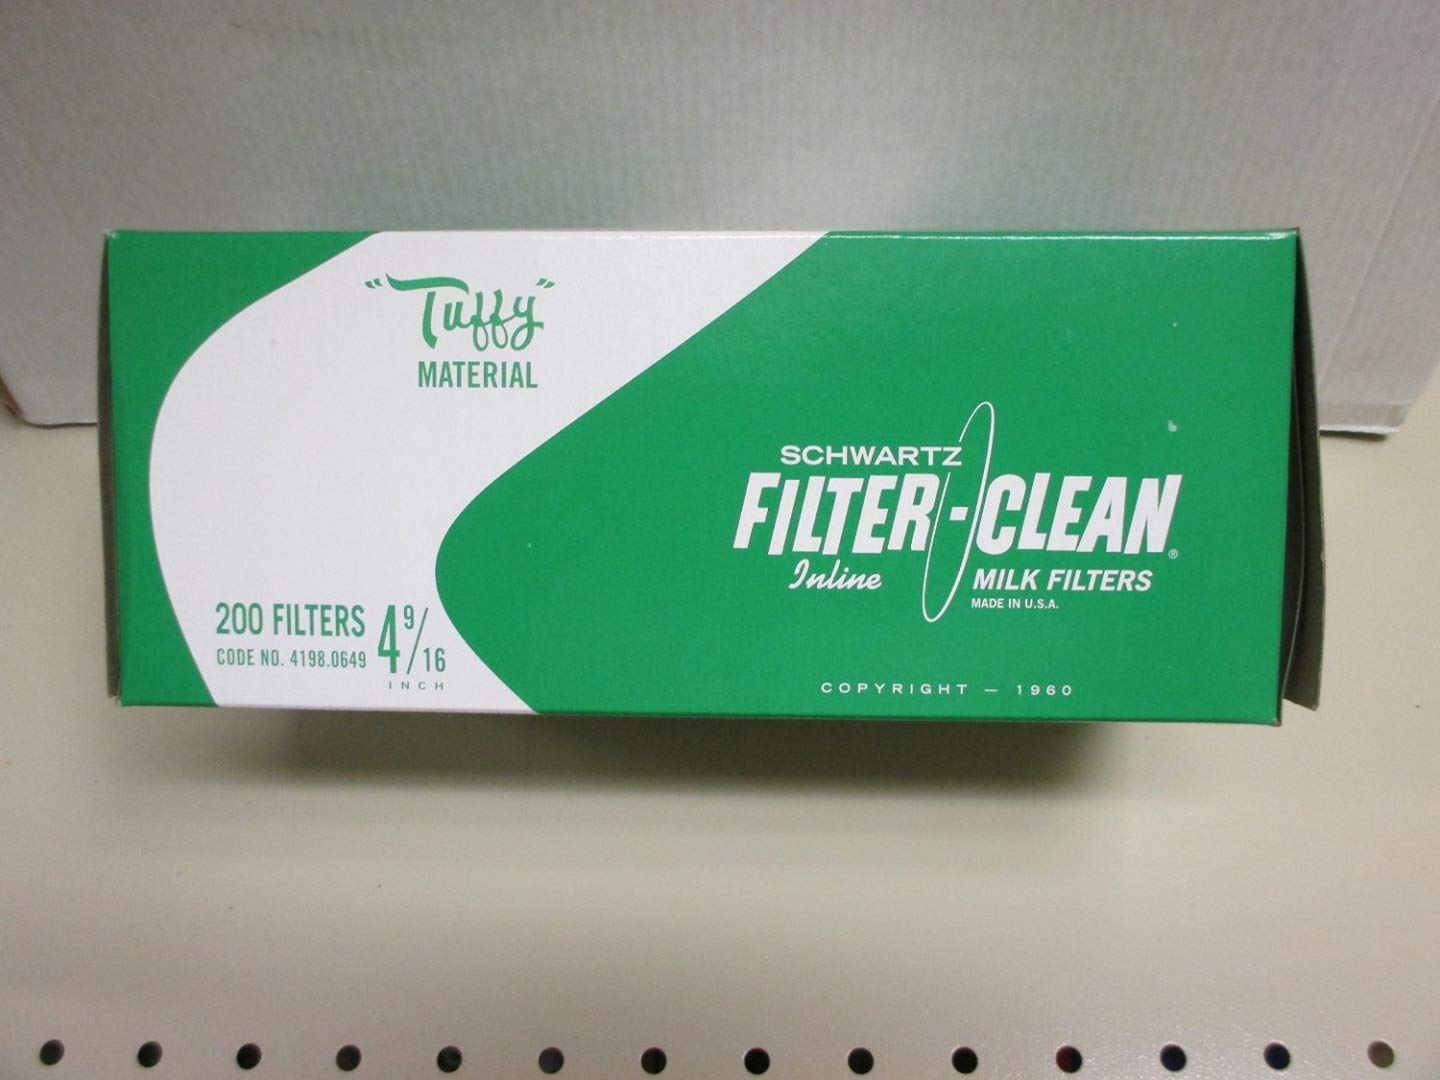 "Tuffy"
MATERIAL
SCHWARTZ
FILTER-CLEAN®
Inline MILK FILTERS
MADE IN U.S.A.
200 FILTERS 4 9/16
CODE NO. 4198.0649
INCH
COPYRIGHT — 1960